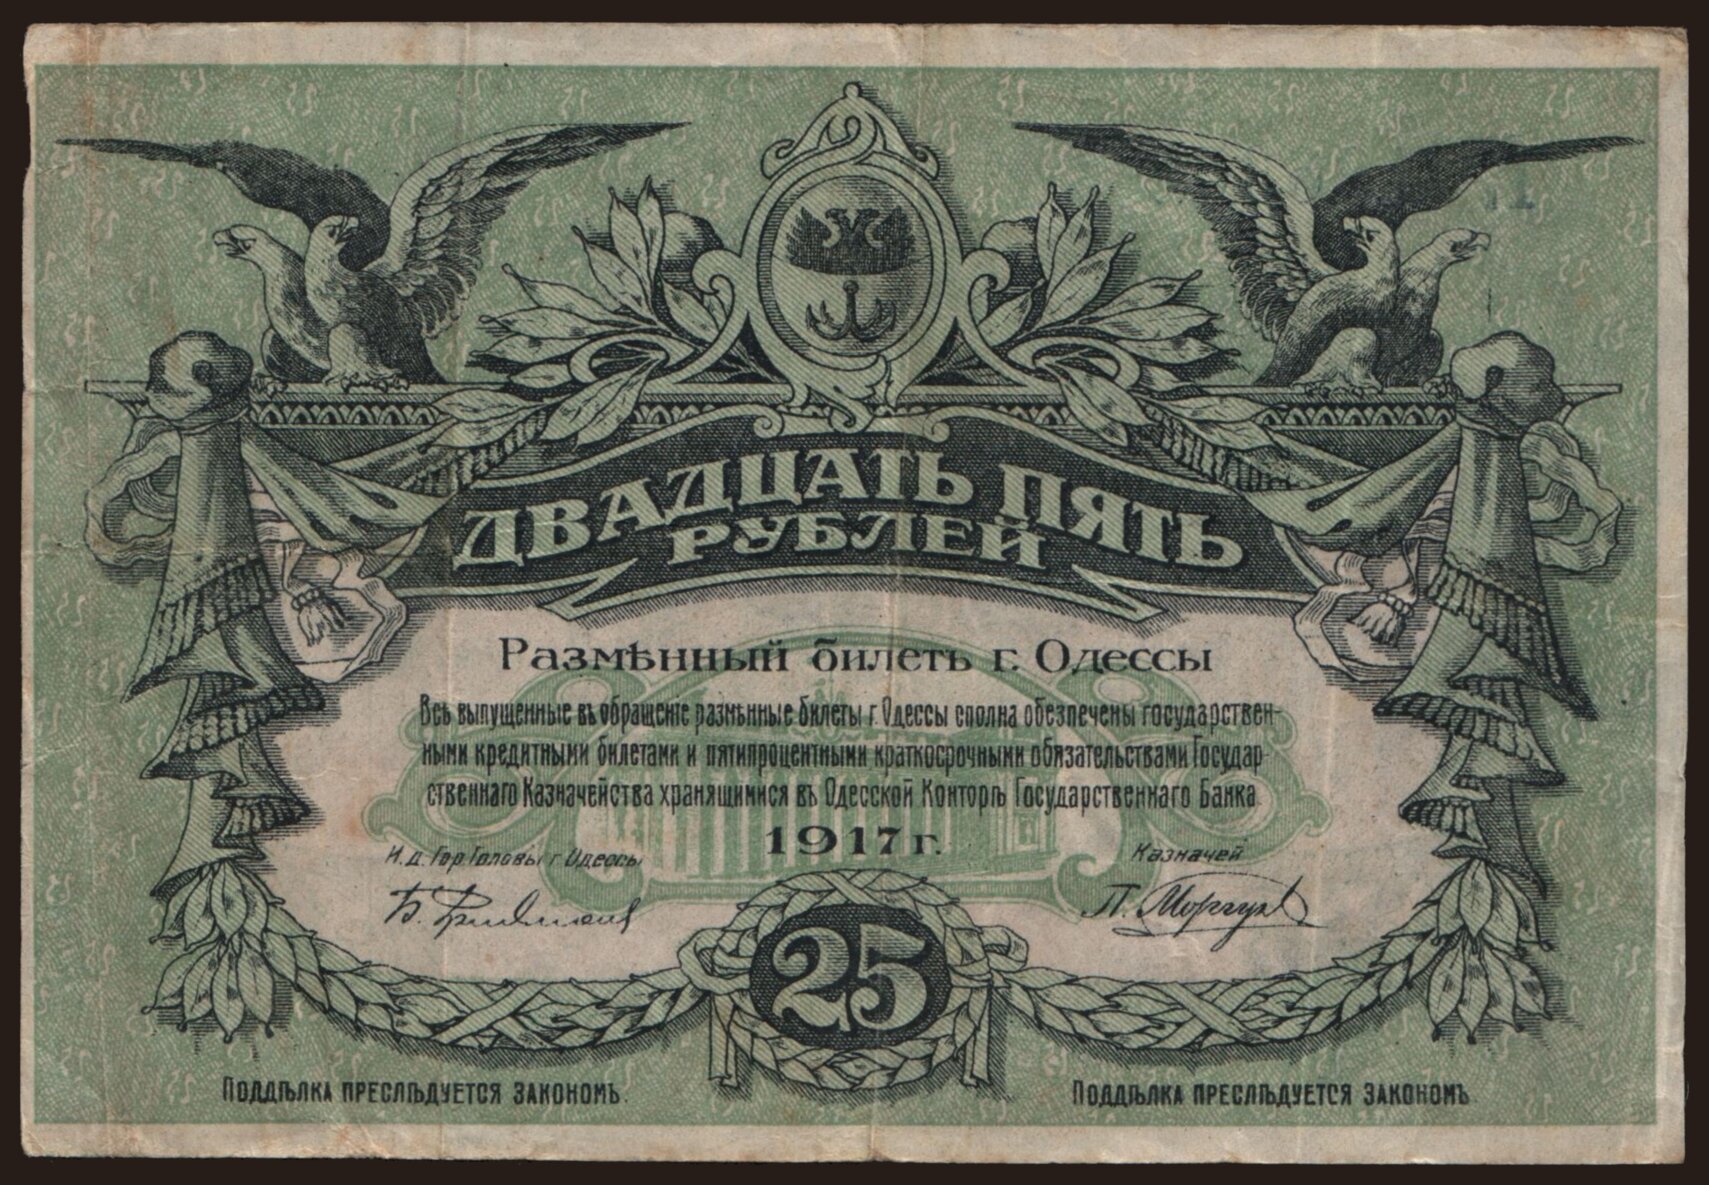 ДВАДЦАТЬ ПЯТЬ
РУБЛЕЙ
Размѣнный билетъ г. Одессы
Всѣ выпущенные въ обращенiе размѣнные билеты г. Одессы сполна обезпечены государствен-
ными кредитными билетами и пятипроцентными краткосрочными обязательствами Государ-
ственнаго Казначейства хранящимися въ Одесской Конторѣ Государственнаго Банка.
1917 г.
И.д. Гор. Головы г. Одессы
Казначей
25
Поддѣлка преслѣдуется закономъ.
Поддѣлка преслѣдуется закономъ